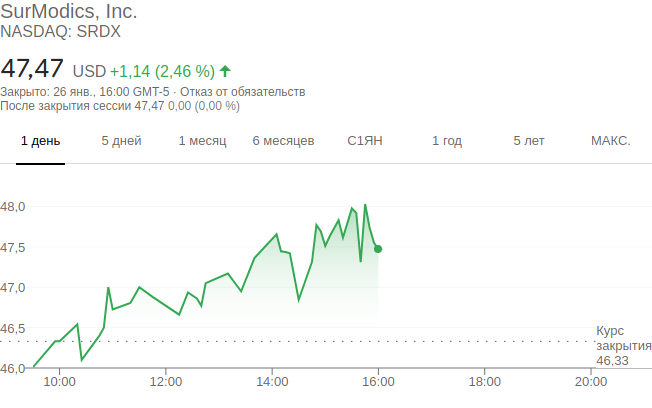 SurModics, Inc.
NASDAQ: SRDX
47,47 USD +1,14 (2,46 %)
Закрыто: 26 янв., 16:00 GMT-5 · Отказ от обязательств
После закрытия сессии 47,47 0,00 (0,00 %)
1 день 5 дней 1 месяц 6 месяцев С1ЯН 1 год 5 лет МАКС.
48,0
47,5
47,0
46,5
46,0
Курс
закрытия
46,33
10:00 12:00 14:00 16:00 18:00 20:00